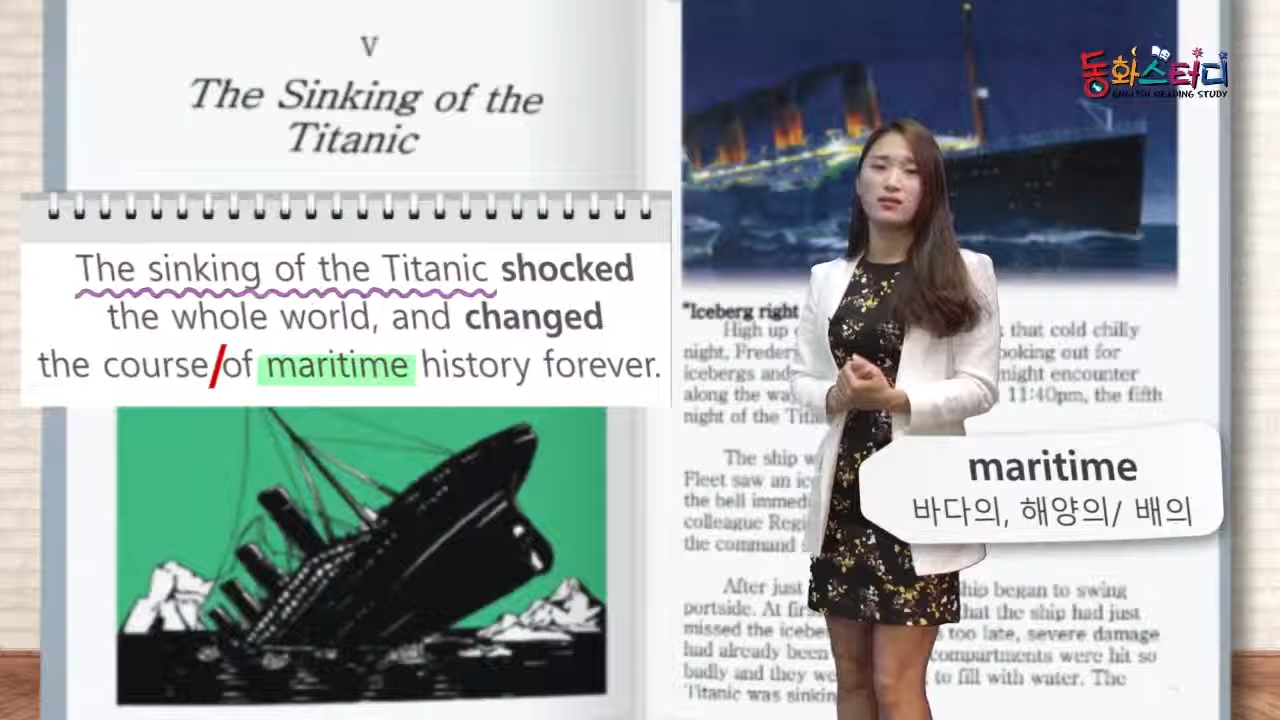 V
The Sinking of the
Titanic
The sinking of the Titanic shocked
the whole world, and changed
the course/of maritime history forever.
동화스터디
ENGLISH READING STUDY
"Iceberg right
High up
that cold chilly
night, Frederi
ooking out for
icebergs and
might encounter
along the wa
11:40pm, the fifth
night of the Tita
The ship w
Fleet saw an ic
the bell immed
colleague Regi
the command
maritime
바다의, 해양의/ 배의
After just
hip began to swing
portside. At firs
hat the ship had just
missed the icebe
too late, severe damage
had already been
compartments were hit so
badly and they we
to fill with water. The
Titanic was sinkin